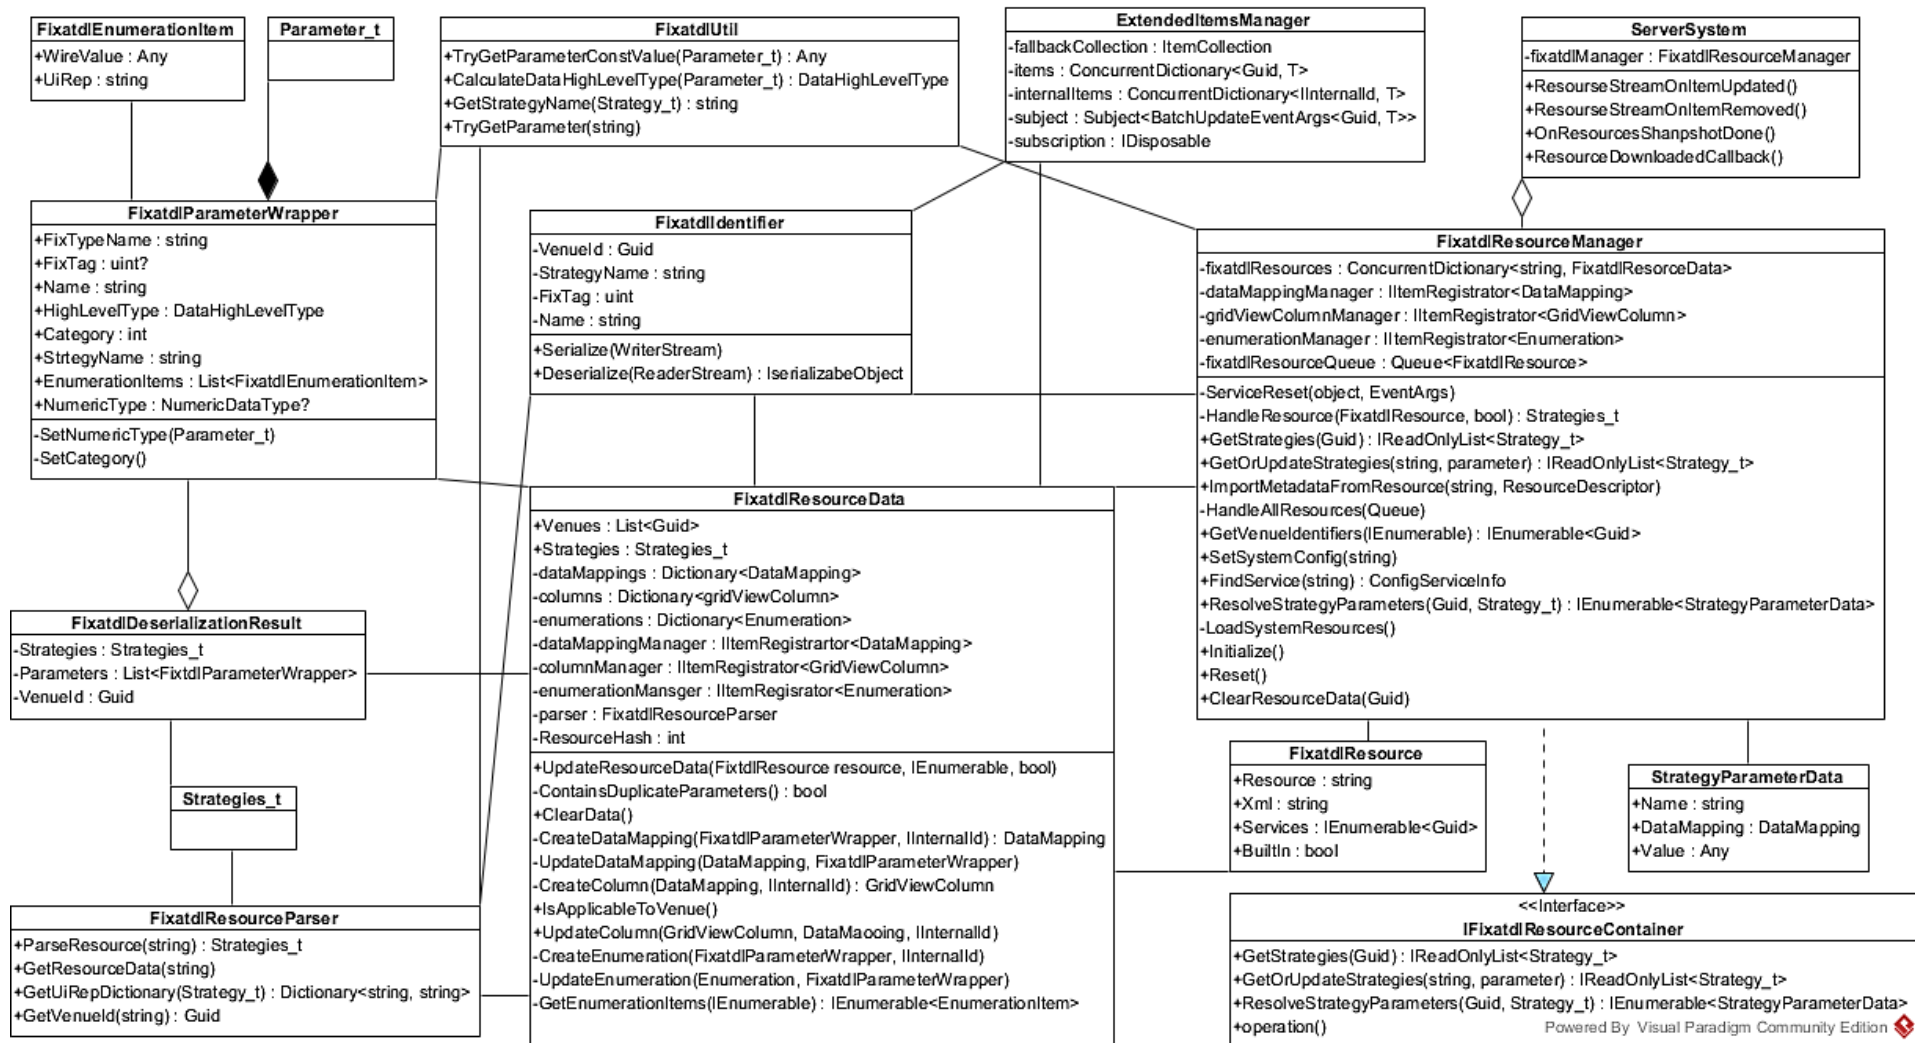 FixatdlEnumerationItem
+WireValue : Any
+UiRep : string
Parameter_t
FixatdlUtil
+TryGetParameterConstValue(Parameter_t) : Any
+CalculateDataHighLevelType(Parameter_t) : DataHighLevelType
+GetStrategyName(Strategy_t) : string
+TryGetParameter(string)
ExtendedItemsManager
-fallbackCollection : ItemCollection
-items : ConcurrentDictionary<Guid, T>
-internalItems : ConcurrentDictionary<IInternalId, T>
-subject : Subject<BatchUpdateEventArgs<Guid, T>>
-subscription : IDisposable
ServerSystem
-fixatdlManager : FixatdlResourceManager
+ResourseStreamOnItemUpdated()
+ResourseStreamOnItemRemoved()
+OnResourcesShanpshotDone()
+ResourceDownloadedCallback()
FixatdlParameterWrapper
+FixTypeName : string
+FixTag : uint?
+Name : string
+HighLevelType : DataHighLevelType
+Category : int
+StrtegyName : string
+EnumerationItems : List<FixatdlEnumerationItem>
+NumericType : NumericDataType?
-SetNumericType(Parameter_t)
-SetCategory()
FixatdlIdentifier
-VenueId : Guid
-StrategyName : string
-FixTag : uint
-Name : string
+Serialize(WriterStream)
+Deserialize(ReaderStream) : IserializabeObject
FixatdlResourceManager
-fixatdlResources : ConcurrentDictionary<string, FixatdlResorceData>
-dataMappingManager : IItemRegistrator<DataMapping>
-gridViewColumnManager : IItemRegistrator<GridViewColumn>
-enumerationManager : IItemRegistrator<Enumeration>
-fixatdlResourceQueue : Queue<FixatdlResource>
-ServiceReset(object, EventArgs)
-HandleResource(FixatdlResource, bool) : Strategies_t
+GetStrategies(Guid) : IReadOnlyList<Strategy_t>
+GetOrUpdateStrategies(string, parameter) : IReadOnlyList<Strategy_t>
+ImportMetadataFromResource(string, ResourceDescriptor)
-HandleAllResources(Queue)
+GetVenueIdentifiers(IEnumerable) : IEnumerable<Guid>
+SetSystemConfig(string)
+FindService(string) : ConfigServiceInfo
+ResolveStrategyParameters(Guid, Strategy_t) : IEnumerable<StrategyParameterData>
-LoadSystemResources()
+Initialize()
+Reset()
+ClearResourceData(Guid)
FixatdlResourceData
+Venues : List<Guid>
+Strategies : Strategies_t
-dataMappings : Dictionary<DataMapping>
-columns : Dictionary<gridViewColumn>
-enumerations : Dictionary<Enumeration>
-dataMappingManager : IItemRegistrartor<DataMapping>
-columnManager : IItemRegistrator<GridViewColumn>
-enumerationMansger : IItemRegisrator<Enumeration>
-parser : FixatdlResourceParser
-ResourceHash : int
+UpdateResourceData(FixtdlResource resource, IEnumerable, bool)
-ContainsDuplicateParameters() : bool
+ClearData()
-CreateDataMapping(FixatdlParameterWrapper, IInternalId) : DataMapping
-UpdateDataMapping(DataMapping, FixatdlParameterWrapper)
-CreateColumn(DataMapping, IInternalId) : GridViewColumn
+IsApplicableToVenue()
+UpdateColumn(GridViewColumn, DataMaooing, IInternalId)
-CreateEnumeration(FixatdlParameterWrapper, IInternalId)
-UpdateEnumeration(Enumeration, FixatdlParameterWrapper)
-GetEnumerationItems(IEnumerable) : IEnumerable<EnumerationItem>
FixatdlDeserializationResult
-Strategies : Strategies_t
-Parameters : List<FixtdlParameterWrapper>
-VenueId : Guid
Strategies_t
FixatdlResourceParser
+ParseResource(string) : Strategies_t
+GetResourceData(string)
+GetUiRepDictionary(Strategy_t) : Dictionary<string, string>
+GetVenueId(string) : Guid
FixatdlResource
+Resource : string
+Xml : string
+Services : IEnumerable<Guid>
+BuiltIn : bool
StrategyParameterData
+Name : string
+DataMapping : DataMapping
+Value : Any
<<Interface>>
IFixatdlResourceContainer
+GetStrategies(Guid) : IReadOnlyList<Strategy_t>
+GetOrUpdateStrategies(string, parameter) : IReadOnlyList<Strategy_t>
+ResolveStrategyParameters(Guid, Strategy_t) : IEnumerable<StrategyParameterData>
+operation()
Powered By Visual Paradigm Community Edition